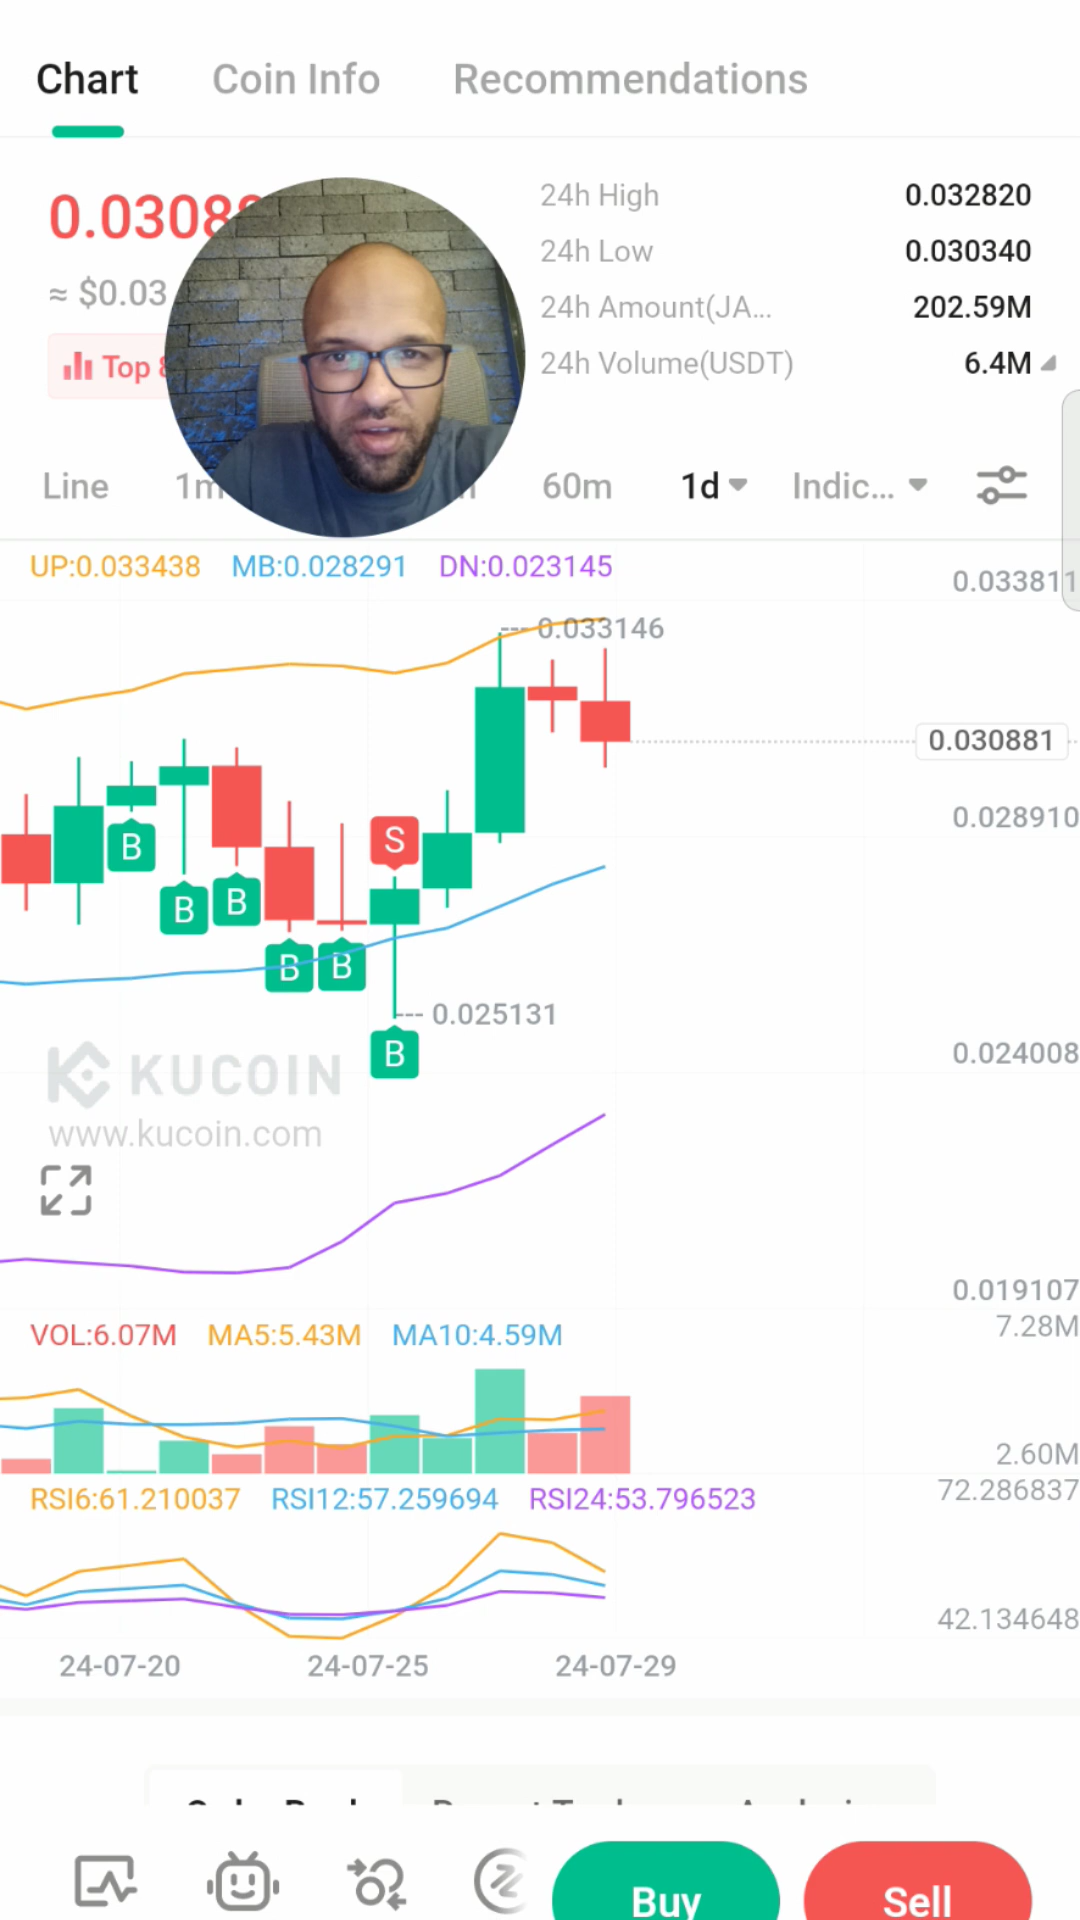 Chart Coin Info Recommendations
24h High 0.032820
0.0308
24h Low 0.030340
≈ $0.03
24h Amount(JA... 202.59M
Top
24h Volume(USDT) 6.4M
Line 1m 60m 1d Indic...
UP:0.033438 MB:0.028291 DN:0.023145
0.033811
0.033146
0.030881
0.028910
B
S
B
B
B
B
0.025131
B
0.024008
KUCOIN
www.kucoin.com
0.019107
VOL:6.07M MA5:5.43M MA10:4.59M
7.28M
2.60M
RSI6:61.210037 RSI12:57.259694 RSI24:53.796523
72.286837
42.134648
24-07-20 24-07-25 24-07-29
Buy Sell